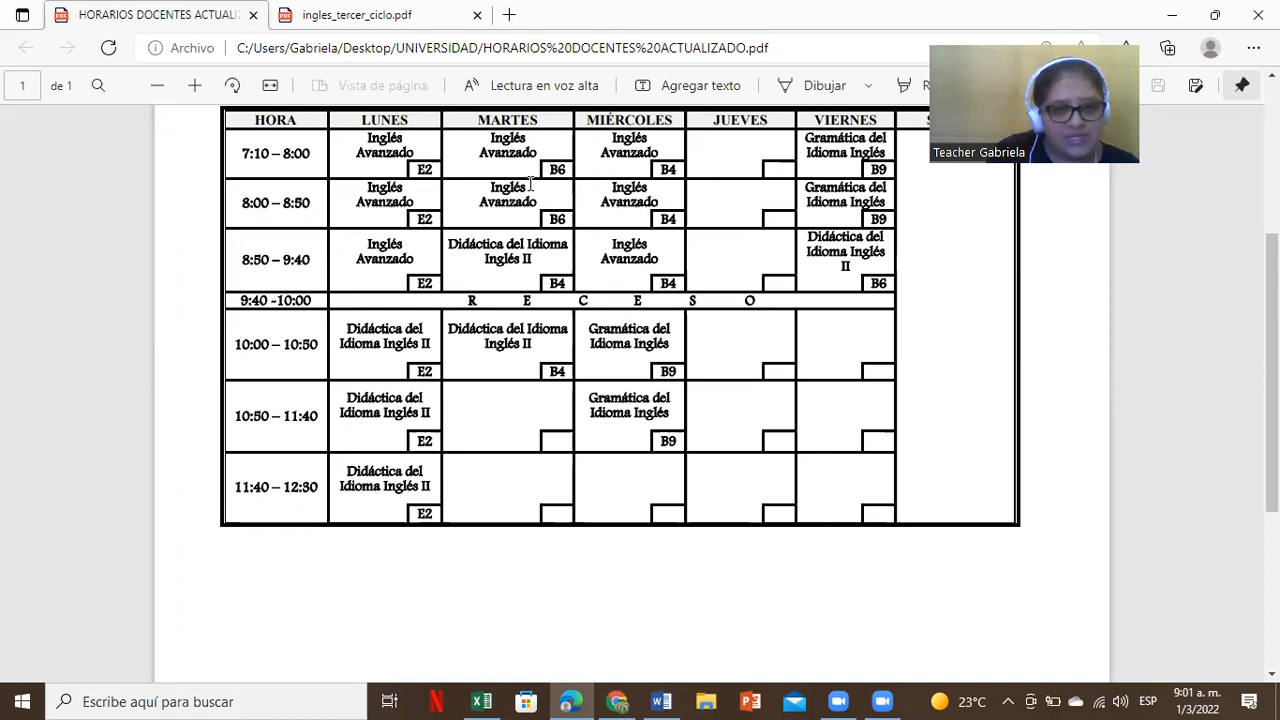 HORARIOS DOCENTES ACTUALIZ
ingles_tercer_ciclo.pdf
Archivo
C:/Users/Gabriela/Desktop/UNIVERSIDAD/HORARIOS%20DOCENTES%20ACTUALIZADO.pdf
1 de 1
Vista de página
Lectura en voz alta
Agregar texto
Dibujar
Teacher Gabriela
HORA LUNES MARTES MIÉRCOLES JUEVES VIERNES
7:10 – 8:00
Inglés
Avanzado
E2
Inglés
Avanzado
B6
Inglés
Avanzado
B4
Gramática del
Idioma Inglés
B9
8:00 – 8:50
Inglés
Avanzado
E2
Inglés
Avanzado
B6
Inglés
Avanzado
B4
Gramática del
Idioma Inglés
B9
8:50 – 9:40
Inglés
Avanzado
E2
Didáctica del Idioma
Inglés II
B4
Inglés
Avanzado
B4
Didáctica del
Idioma Inglés
II
B6
9:40 -10:00 R E C E S O
10:00 – 10:50
Didáctica del
Idioma Inglés II
E2
Didáctica del Idioma
Inglés II
B4
Gramática del
Idioma Inglés
B9
10:50 – 11:40
Didáctica del
Idioma Inglés II
E2
Gramática del
Idioma Inglés
B9
11:40 – 12:30
Didáctica del
Idioma Inglés II
E2
Escribe aquí para buscar
23°C
ESP
9:01 a. m.
1/3/2022